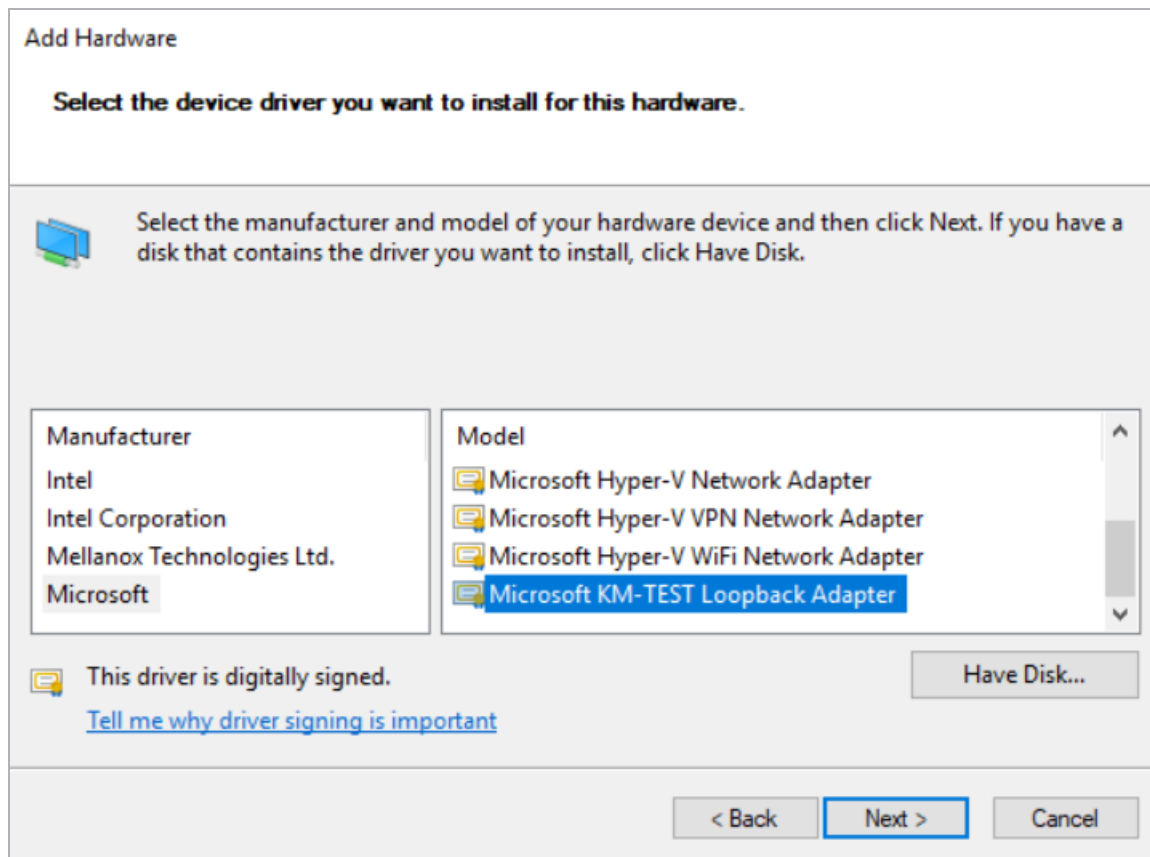 Add Hardware
Select the device driver you want to install for this hardware.
Select the manufacturer and model of your hardware device and then click Next. If you have a
disk that contains the driver you want to install, click Have Disk.
Manufacturer
Intel
Intel Corporation
Mellanox Technologies Ltd.
Microsoft
Model
Microsoft Hyper-V Network Adapter
Microsoft Hyper-V VPN Network Adapter
Microsoft Hyper-V WiFi Network Adapter
Microsoft KM-TEST Loopback Adapter
This driver is digitally signed.
Have Disk...
Tell me why driver signing is important
< Back
Next >
Cancel